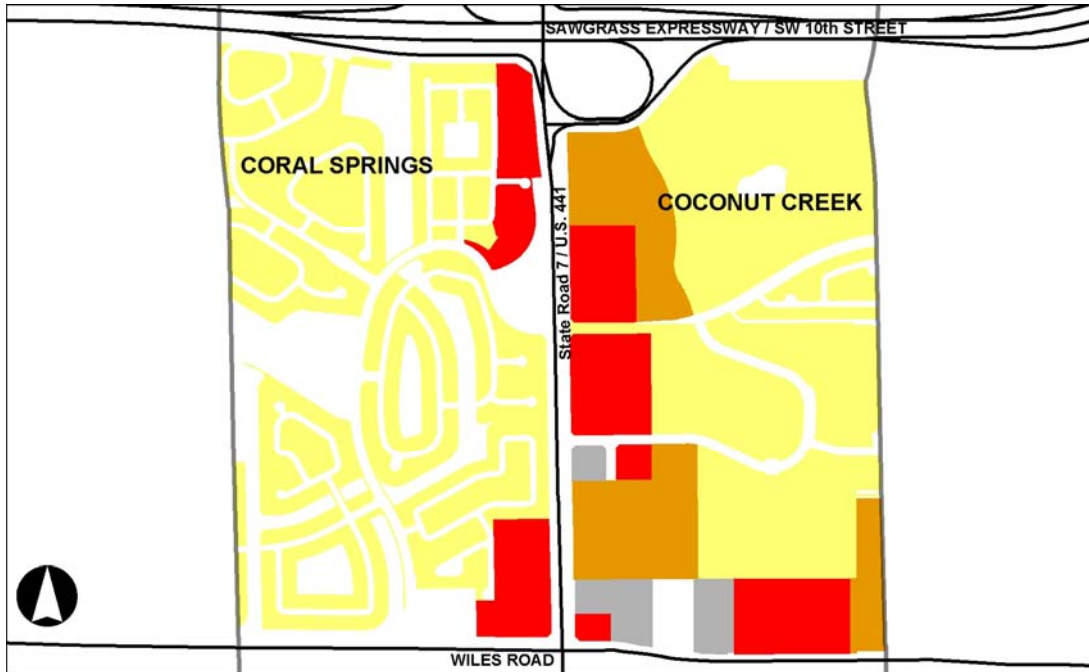 SAWGRASS EXPRESSWAY / SW 10th STREET
CORAL SPRINGS
COCONUT CREEK
State Road 7 / U.S. 441
WILES ROAD